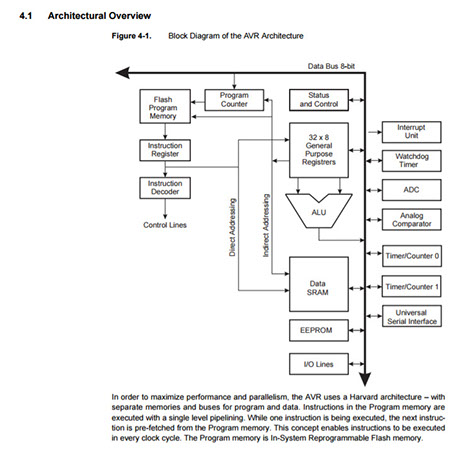 4.1 Architectural Overview
Figure 4-1. Block Diagram of the AVR Architecture
Data Bus 8-bit
Flash
Program
Memory
Program
Counter
Status
and Control
Instruction
Register
32 x 8
General
Purpose
Registrers
Interrupt
Unit
Watchdog
Timer
Instruction
Decoder
ADC
Control Lines
Direct Addressing
Indirect Addressing
ALU
Analog
Comparator
Timer/Counter 0
Data
SRAM
Timer/Counter 1
Universal
Serial Interface
EEPROM
I/O Lines
In order to maximize performance and parallelism, the AVR uses a Harvard architecture – with
separate memories and buses for program and data. Instructions in the Program memory are
executed with a single level pipelining. While one instruction is being executed, the next instruc-
tion is pre-fetched from the Program memory. This concept enables instructions to be executed
in every clock cycle. The Program memory is In-System Reprogrammable Flash memory.